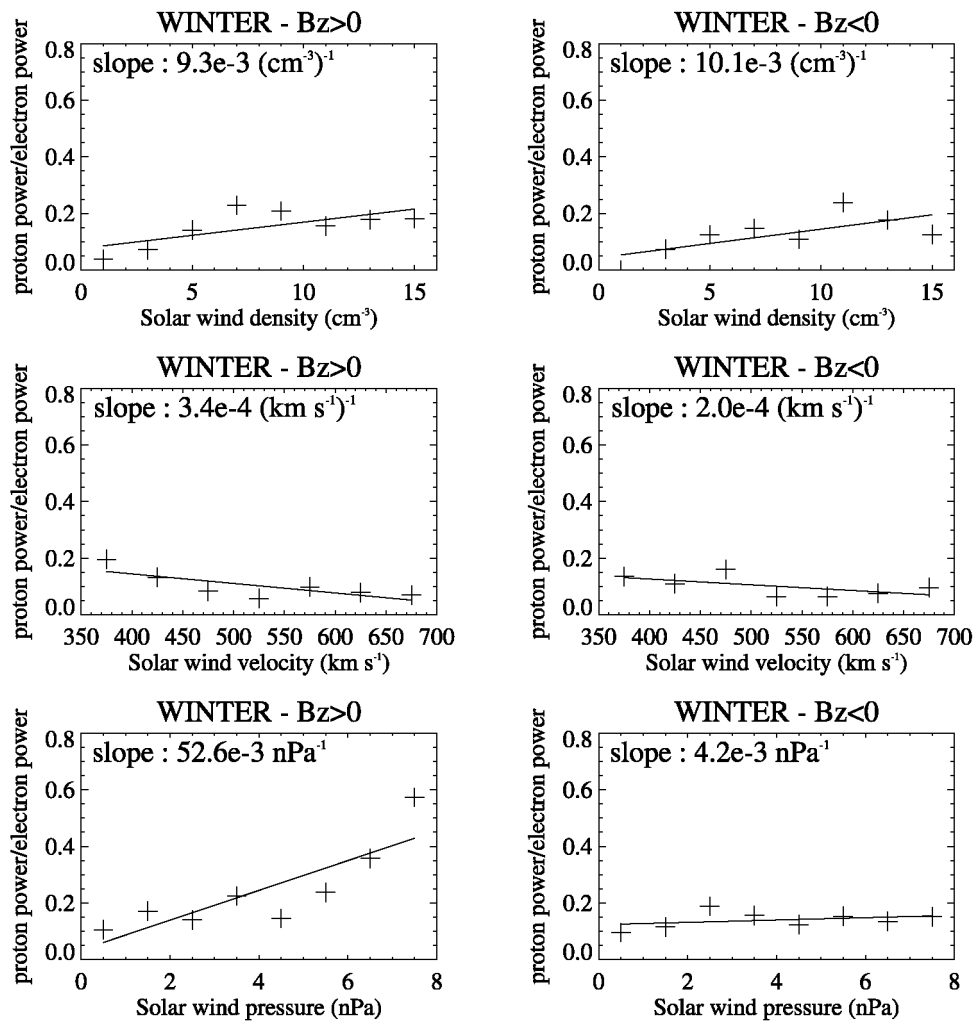 WINTER - Bz>0
slope : 9.3e-3 (cm⁻³)⁻¹
proton power/electron power
0.8
0.6
0.4
0.2
0.0
0 5 10 15
Solar wind density (cm⁻³)
WINTER - Bz<0
slope : 10.1e-3 (cm⁻³)⁻¹
proton power/electron power
0.8
0.6
0.4
0.2
0.0
0 5 10 15
Solar wind density (cm⁻³)
WINTER - Bz>0
slope : 3.4e-4 (km s⁻¹)⁻¹
proton power/electron power
0.8
0.6
0.4
0.2
0.0
350 400 450 500 550 600 650 700
Solar wind velocity (km s⁻¹)
WINTER - Bz<0
slope : 2.0e-4 (km s⁻¹)⁻¹
proton power/electron power
0.8
0.6
0.4
0.2
0.0
350 400 450 500 550 600 650 700
Solar wind velocity (km s⁻¹)
WINTER - Bz>0
slope : 52.6e-3 nPa⁻¹
proton power/electron power
0.8
0.6
0.4
0.2
0.0
0 2 4 6 8
Solar wind pressure (nPa)
WINTER - Bz<0
slope : 4.2e-3 nPa⁻¹
proton power/electron power
0.8
0.6
0.4
0.2
0.0
0 2 4 6 8
Solar wind pressure (nPa)